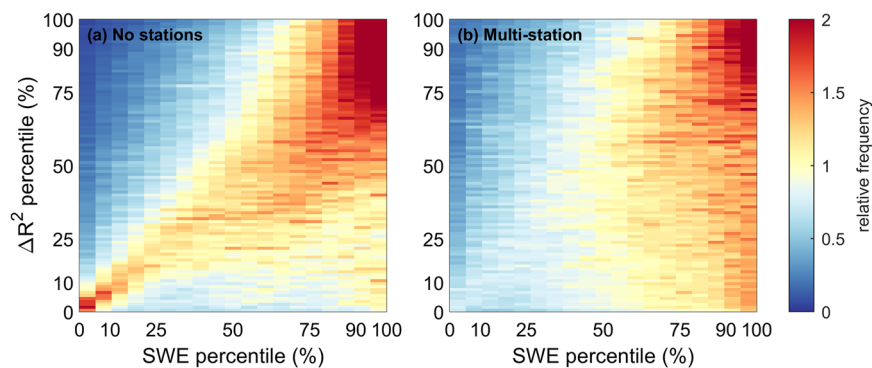 (a) No stations
(b) Multi-station
ΔR² percentile (%)
100
90
75
50
25
10
0
0 10 25 50 75 90 100
SWE percentile (%)
100
90
75
50
25
10
0
0 10 25 50 75 90 100
SWE percentile (%)
2
1.5
1
0.5
0
relative frequency